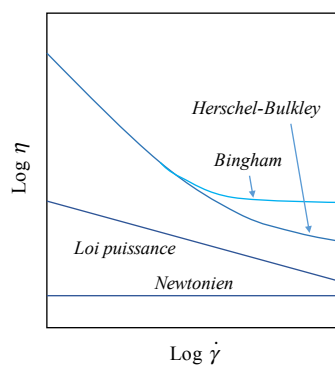 Herschel-Bulkley
Bingham
Log η
Loi puissance
Newtonien
Log γ̇